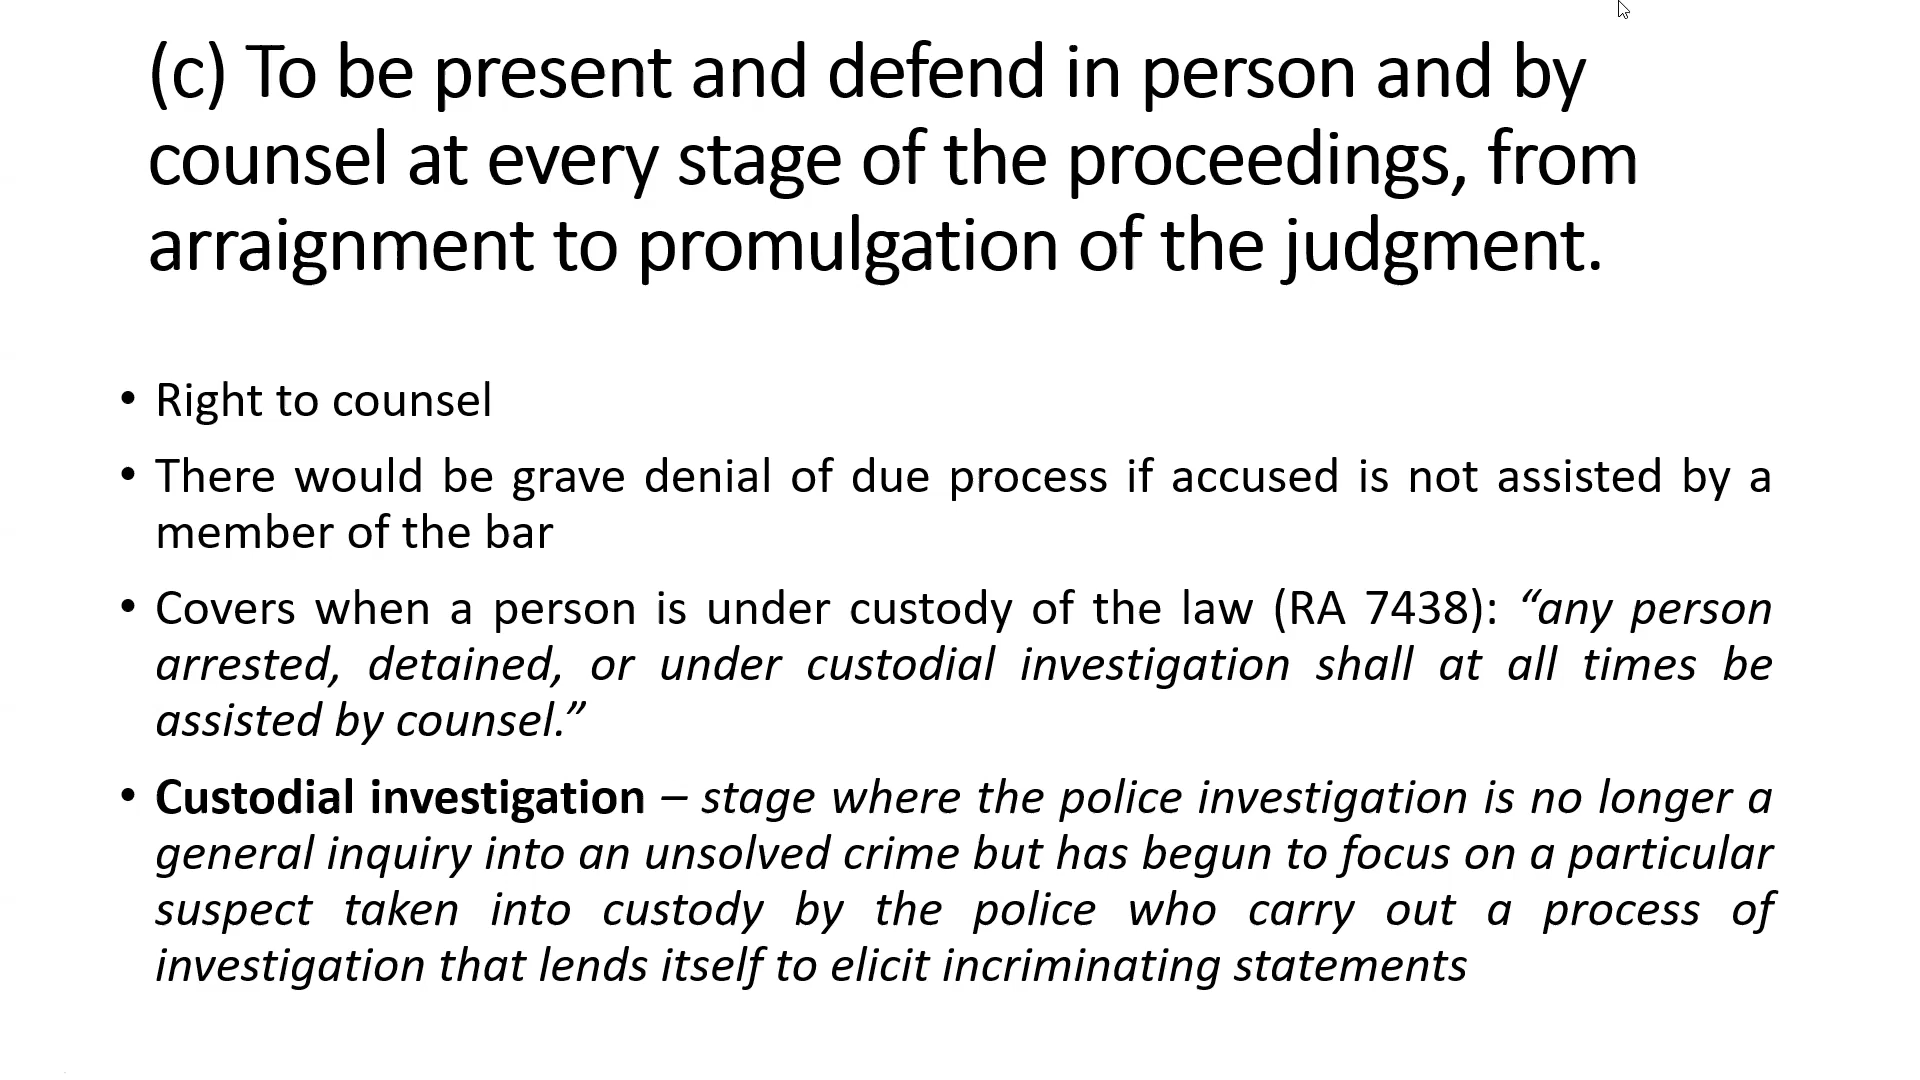 (c) To be present and defend in person and by
counsel at every stage of the proceedings, from
arraignment to promulgation of the judgment.
• Right to counsel
• There would be grave denial of due process if accused is not assisted by a
member of the bar
• Covers when a person is under custody of the law (RA 7438): “any person
arrested, detained, or under custodial investigation shall at all times be
assisted by counsel.”
• Custodial investigation – stage where the police investigation is no longer a
general inquiry into an unsolved crime but has begun to focus on a particular
suspect taken into custody by the police who carry out a process of
investigation that lends itself to elicit incriminating statements